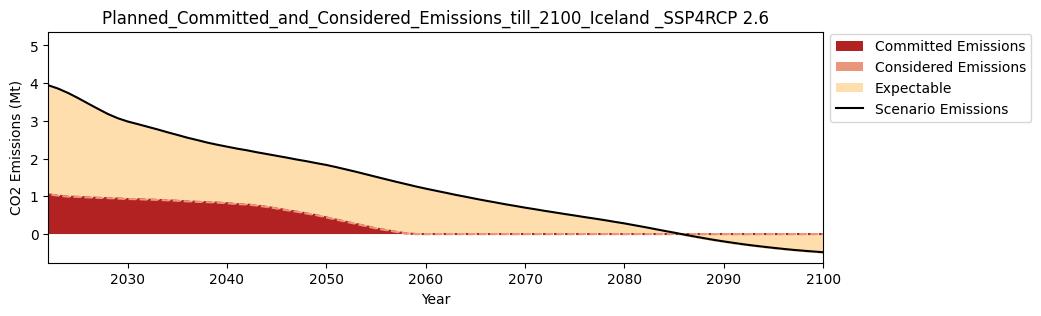 Planned_Committed_and_Considered_Emissions_till_2100_Iceland _SSP4RCP 2.6
CO2 Emissions (Mt)
5
4
3
2
1
0
2030 2040 2050 2060 2070 2080 2090 2100
Year
Committed Emissions
Considered Emissions
Expectable
Scenario Emissions